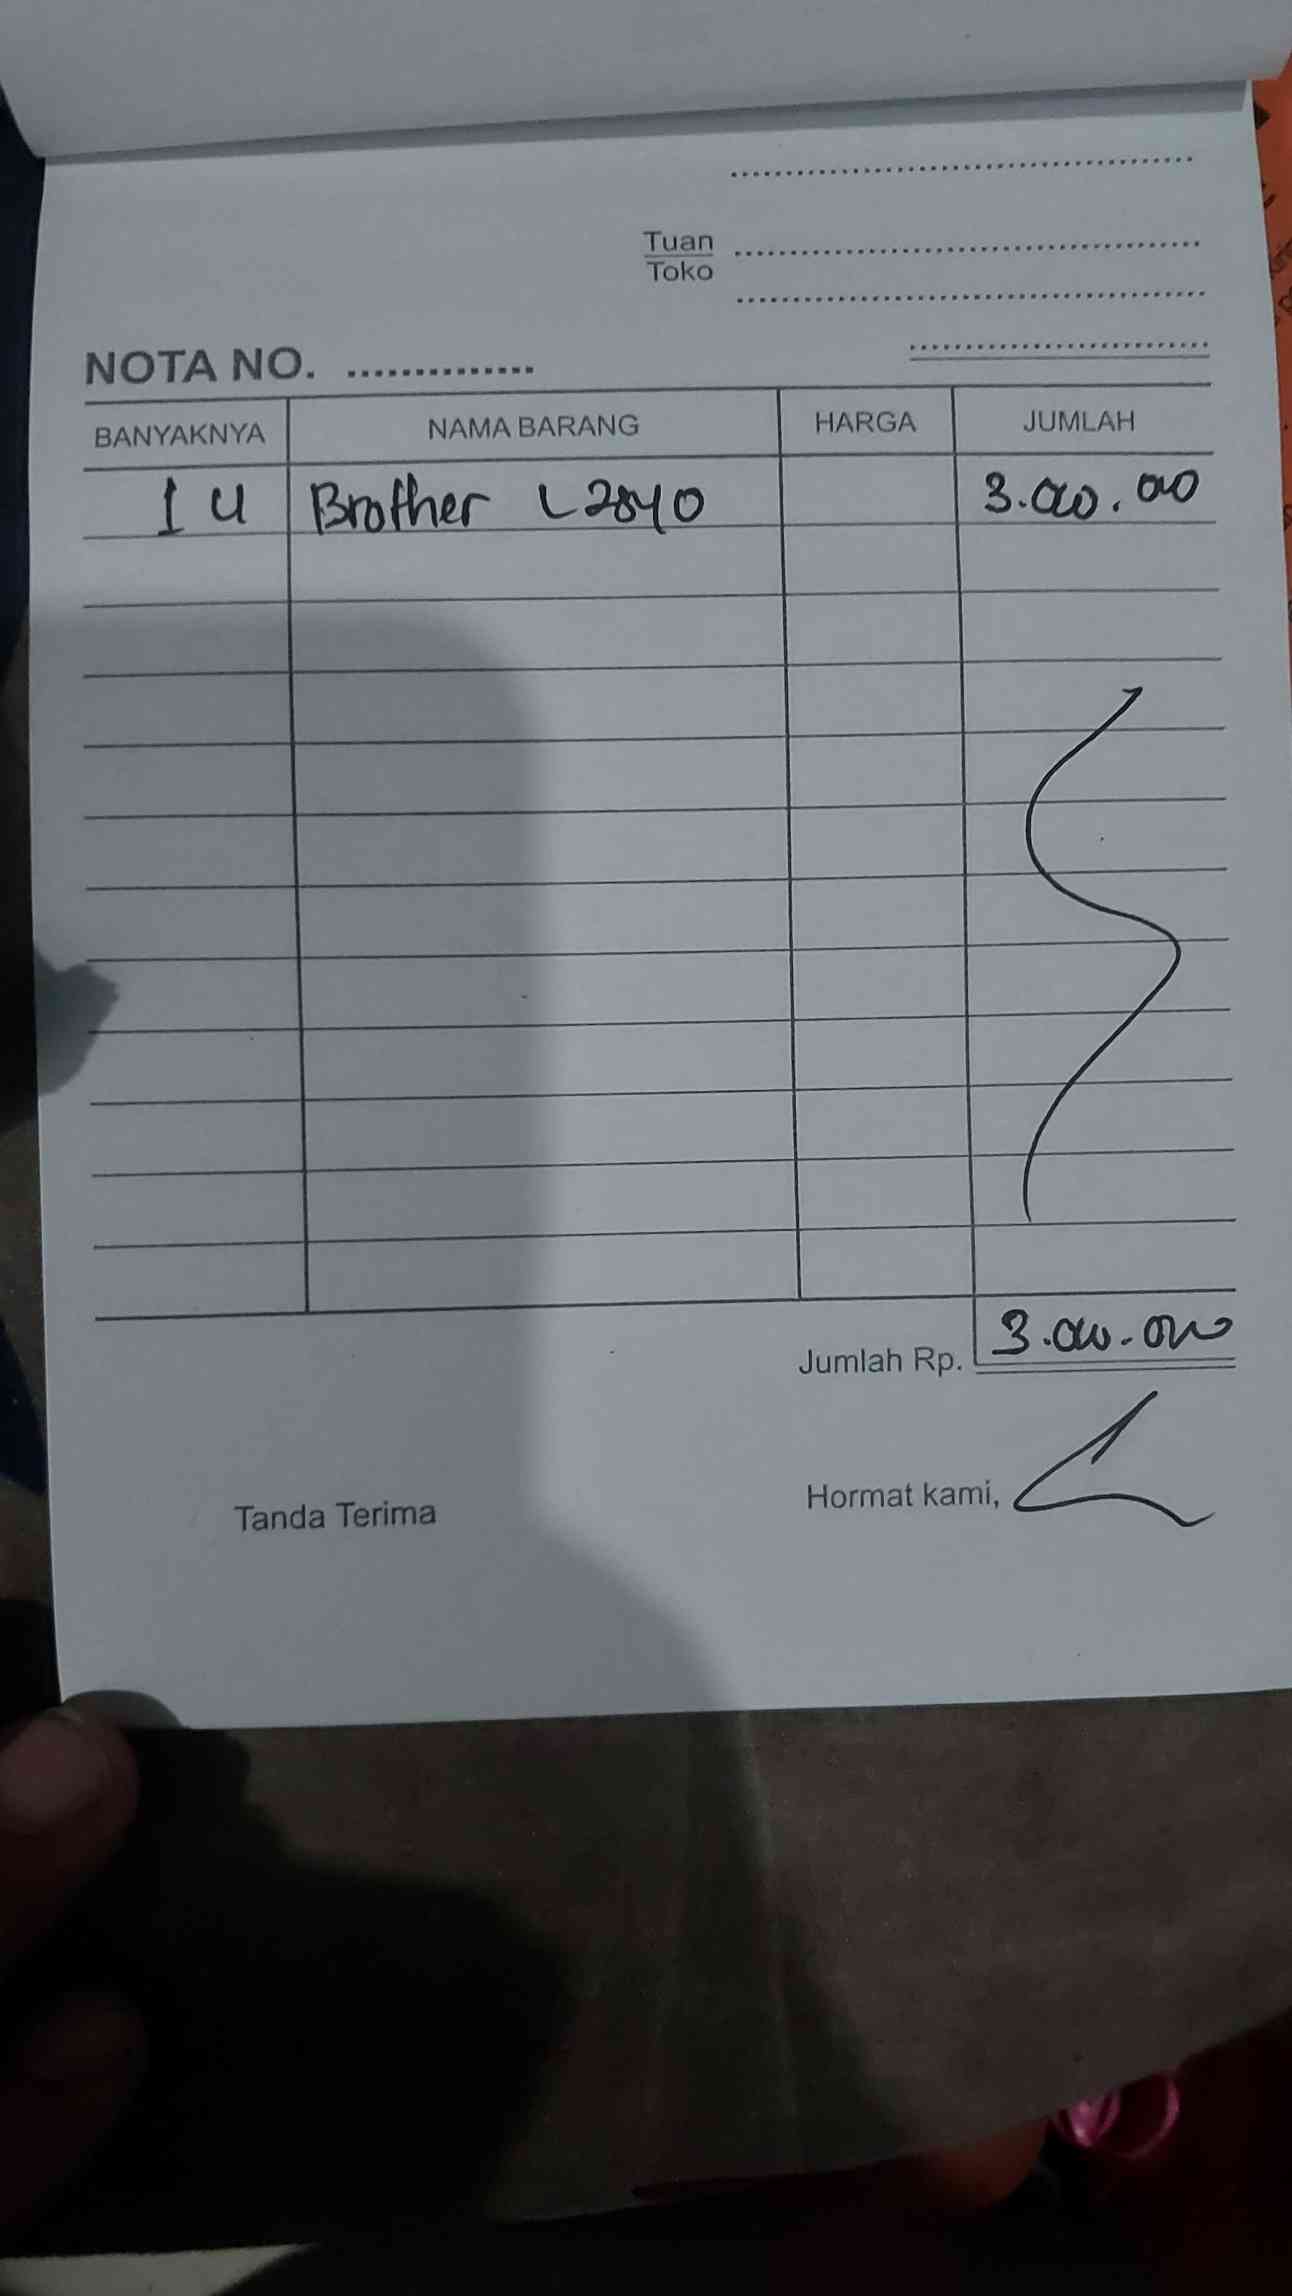 Tuan
Toko
NOTA NO.
BANYAKNYA NAMA BARANG HARGA JUMLAH
1 U Brother L2540 3.000.000
Jumlah Rp. 3.000.000
Tanda Terima Hormat kami,